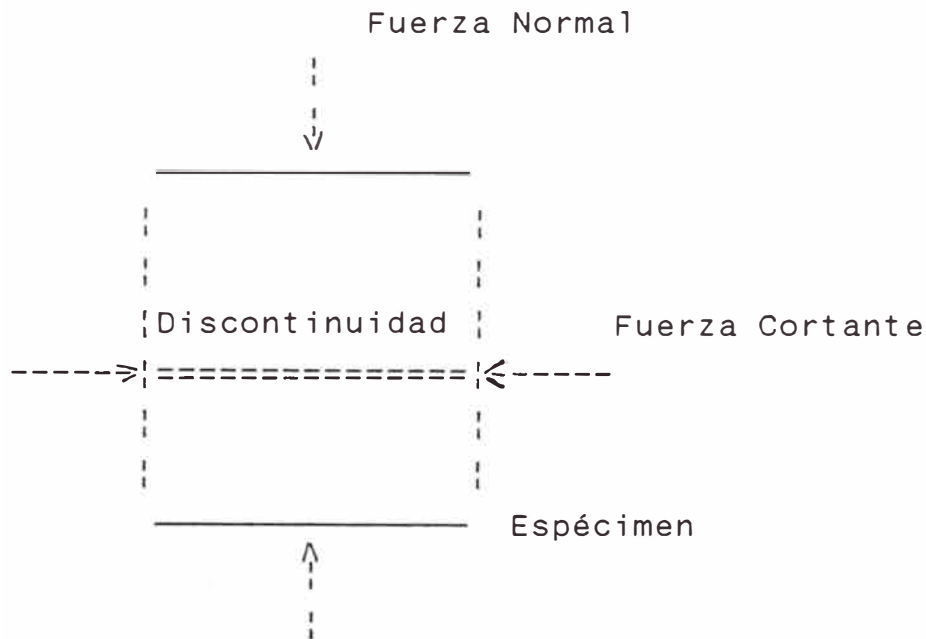 Fuerza Normal
Discontinuidad
Fuerza Cortante
Espécimen